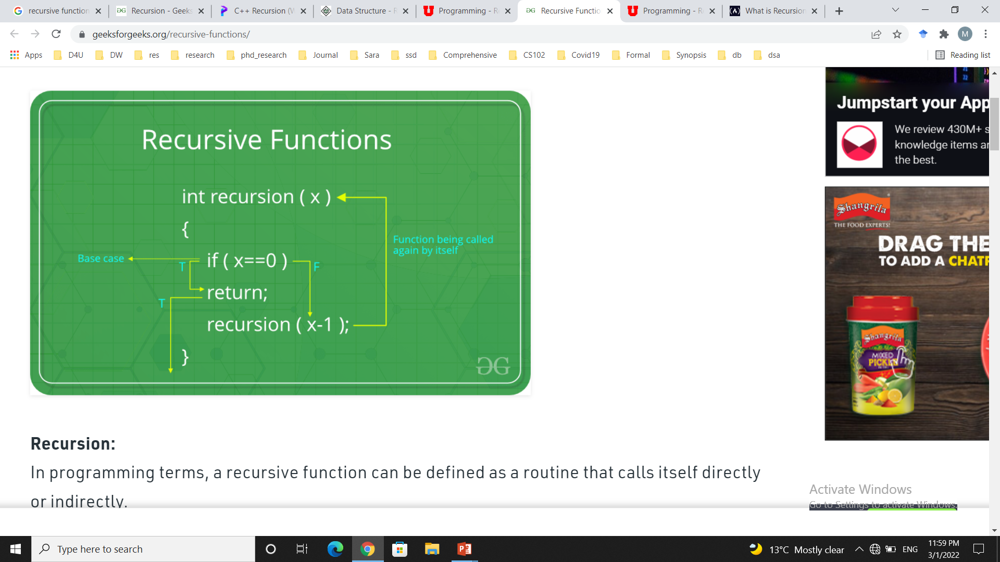 recursive function
Recursion - Geeks
C++ Recursion (W
Data Structure - R
Programming - R
Recursive Functio
Programming - R
What is Recursion
geeksforgeeks.org/recursive-functions/
M
Apps
D4U
DW
res
research
phd_research
Journal
Sara
ssd
Comprehensive
CS102
Covid19
Formal
Synopsis
db
dsa
Reading list
Recursive Functions
int recursion ( x )
{
Function being called
again by itself
Base case
if ( x==0 )
T
F
return;
T
recursion ( x-1 );
}
Jumpstart your App
We review 430M+ s
knowledge items ar
the best.
Shangrila
THE FOOD EXPERTS!
DRAG THE
TO ADD A CHATP
Shangrila
MIXED
PICKLE
Recursion:
In programming terms, a recursive function can be defined as a routine that calls itself directly
or indirectly.
Activate Windows
Go to Settings to activate Windows.
Type here to search
13°C Mostly clear
ENG
11:59 PM
3/1/2022